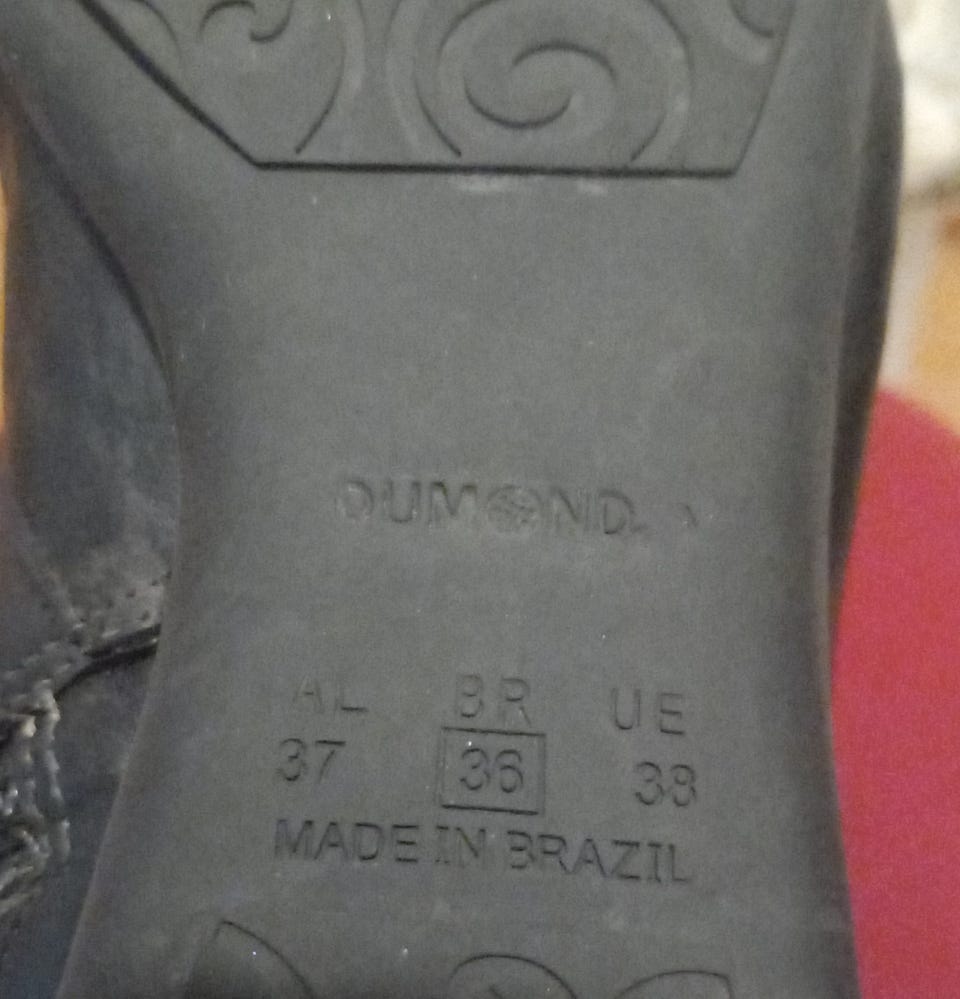 DUMOND
AL BR UE
37 36 38
MADE IN BRAZIL